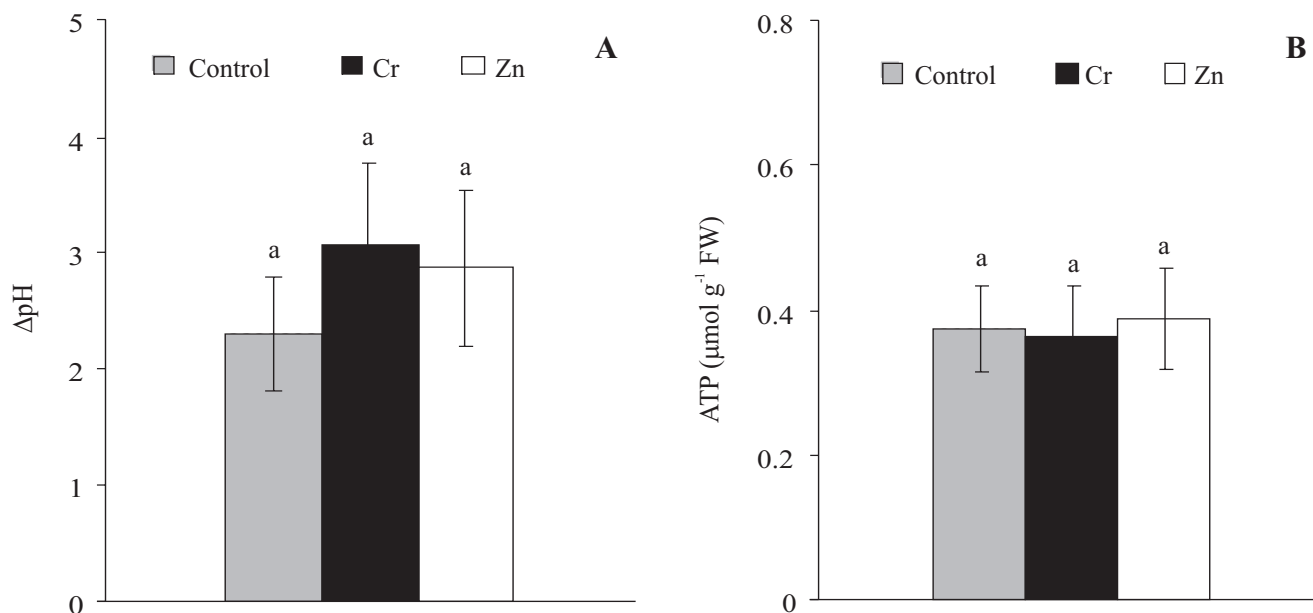 5
Control Cr Zn A
4
3
2
1
0
ΔpH
a
a
a
0.8
Control Cr Zn B
0.6
0.4
0.2
0
ATP (µmol g⁻¹ FW)
a
a
a